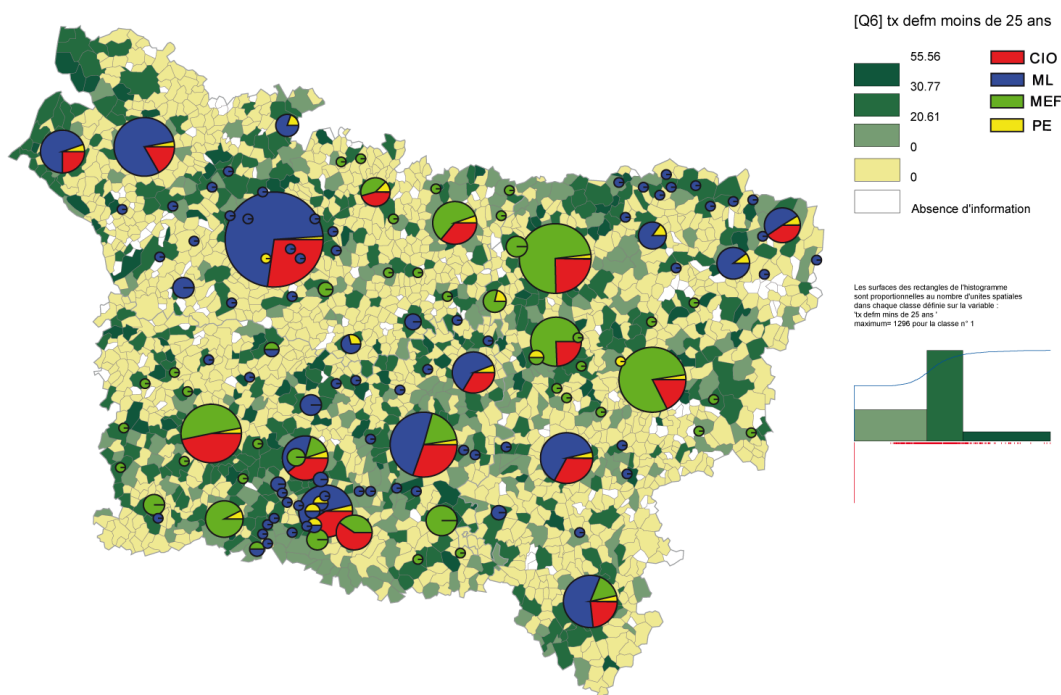 [Q6] tx defm moins de 25 ans
55.56
30.77
20.61
0
0
Absence d'information
CIO
ML
MEF
PE
Les surfaces des rectangles de l'histogramme
sont proportionnelles au nombre d'unites spatiales
dans chaque classe définie sur la variable :
'tx defm mins de 25 ans '
maximum= 1296 pour la classe n° 1